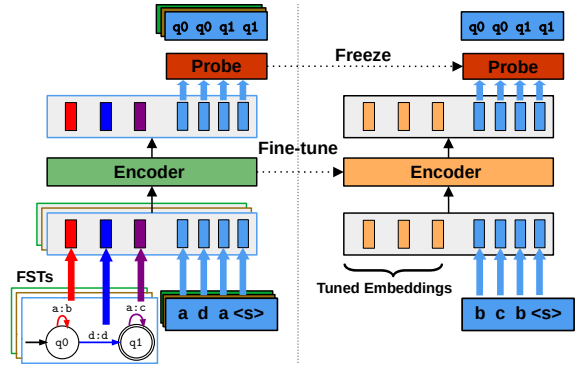 q0 q0 q1 q1
Probe
Encoder
FSTs
a:b
a:c
d:d
q0
q1
a d a <s>
Freeze
Fine-tune
q0 q0 q1 q1
Probe
Encoder
Tuned Embeddings
b c b <s>